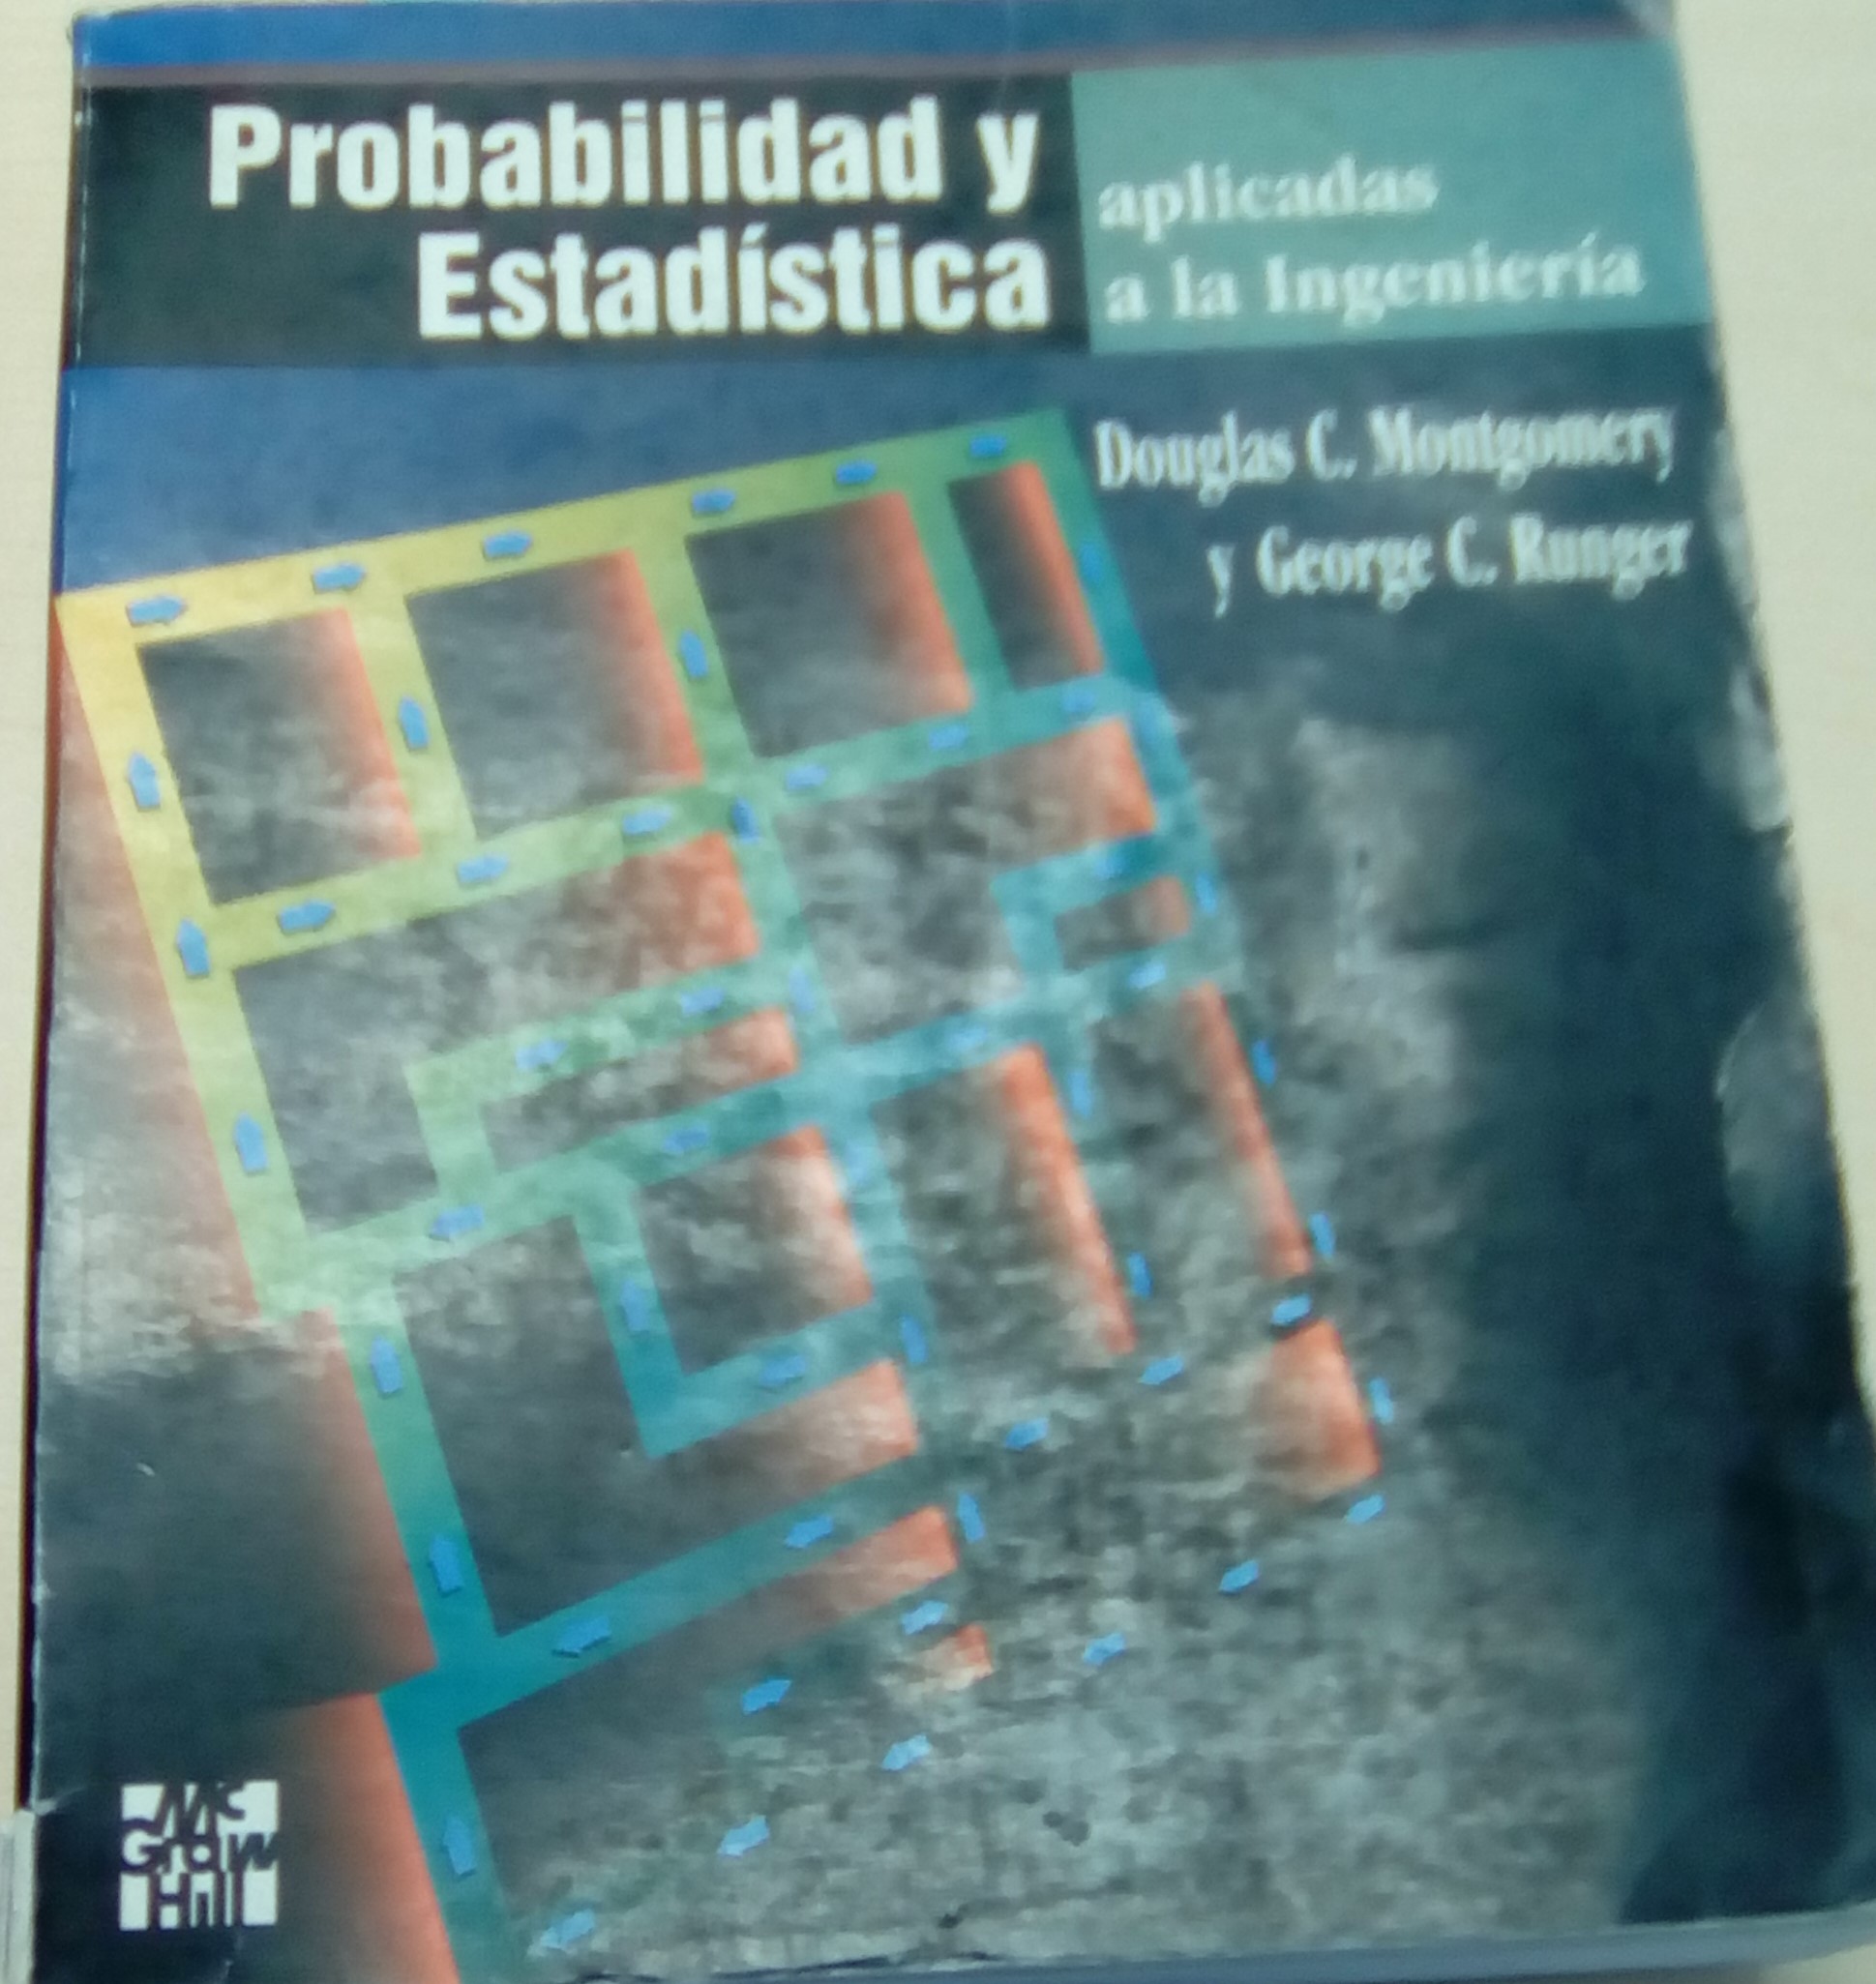 Probabilidad y
Estadística
aplicadas
a la Ingeniería
Douglas C. Montgomery
y George C. Runger
Mc
Graw
Hill